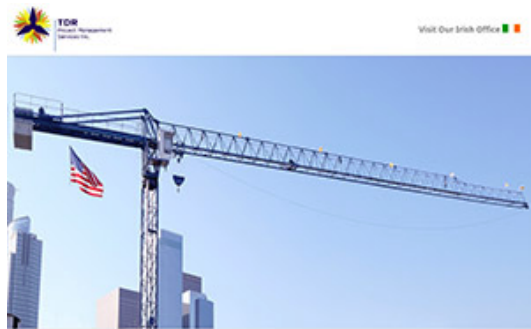 TDR
Project Management
Services Inc.
Visit Our Irish Office